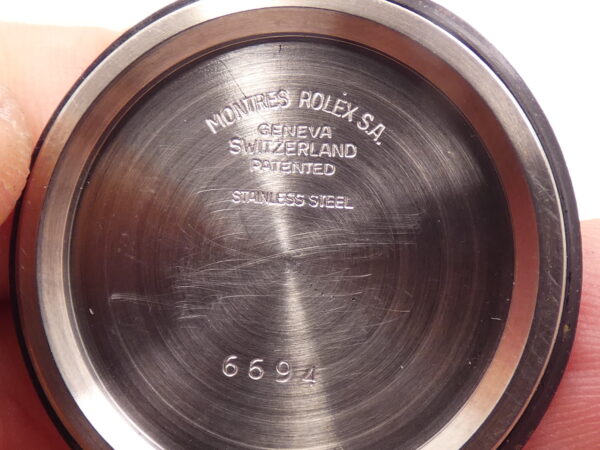 MONTRES ROLEX S.A.
GENEVA
SWITZERLAND
PATENTED
STAINLESS STEEL
6694